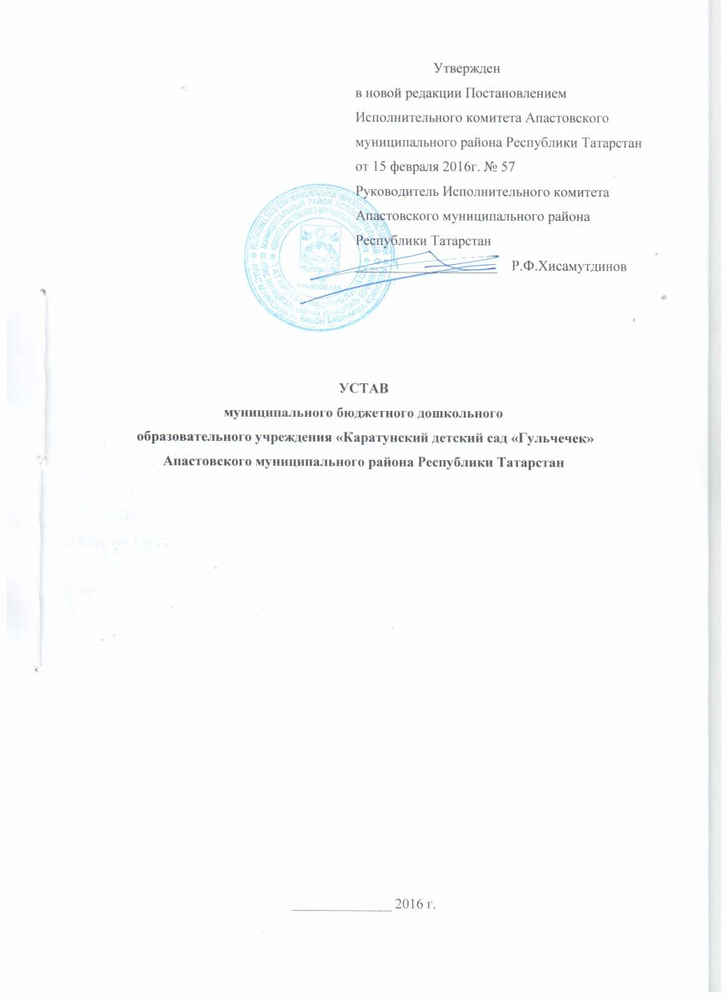 Утвержден
в новой редакции Постановлением
Исполнительного комитета Апастовского
муниципального района Республики Татарстан
от 15 февраля 2016г. № 57
Руководитель Исполнительного комитета
Апастовского муниципального района
Республики Татарстан
____________________ Р.Ф.Хисамутдинов
УСТАВ
муниципального бюджетного дошкольного
образовательного учреждения «Каратунский детский сад «Гульчечек»
Апастовского муниципального района Республики Татарстан
______________ 2016 г.